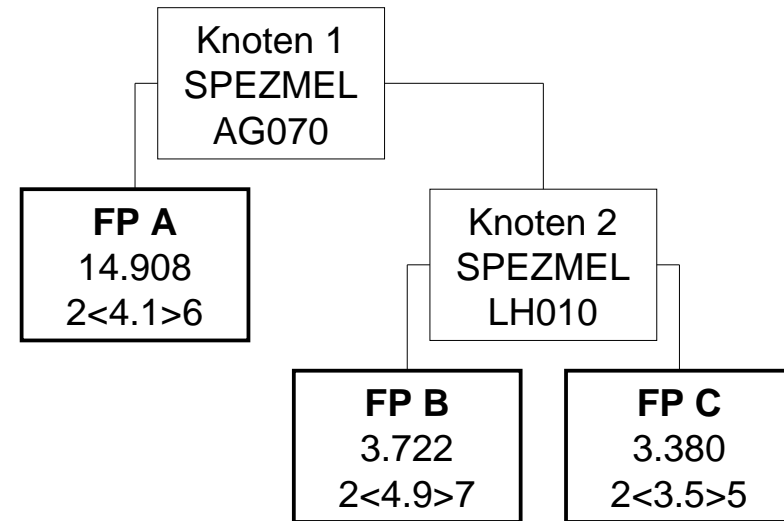 Knoten 1
SPEZMEL
AG070
FP A
14.908
2<4.1>6
Knoten 2
SPEZMEL
LH010
FP B
3.722
2<4.9>7
FP C
3.380
2<3.5>5